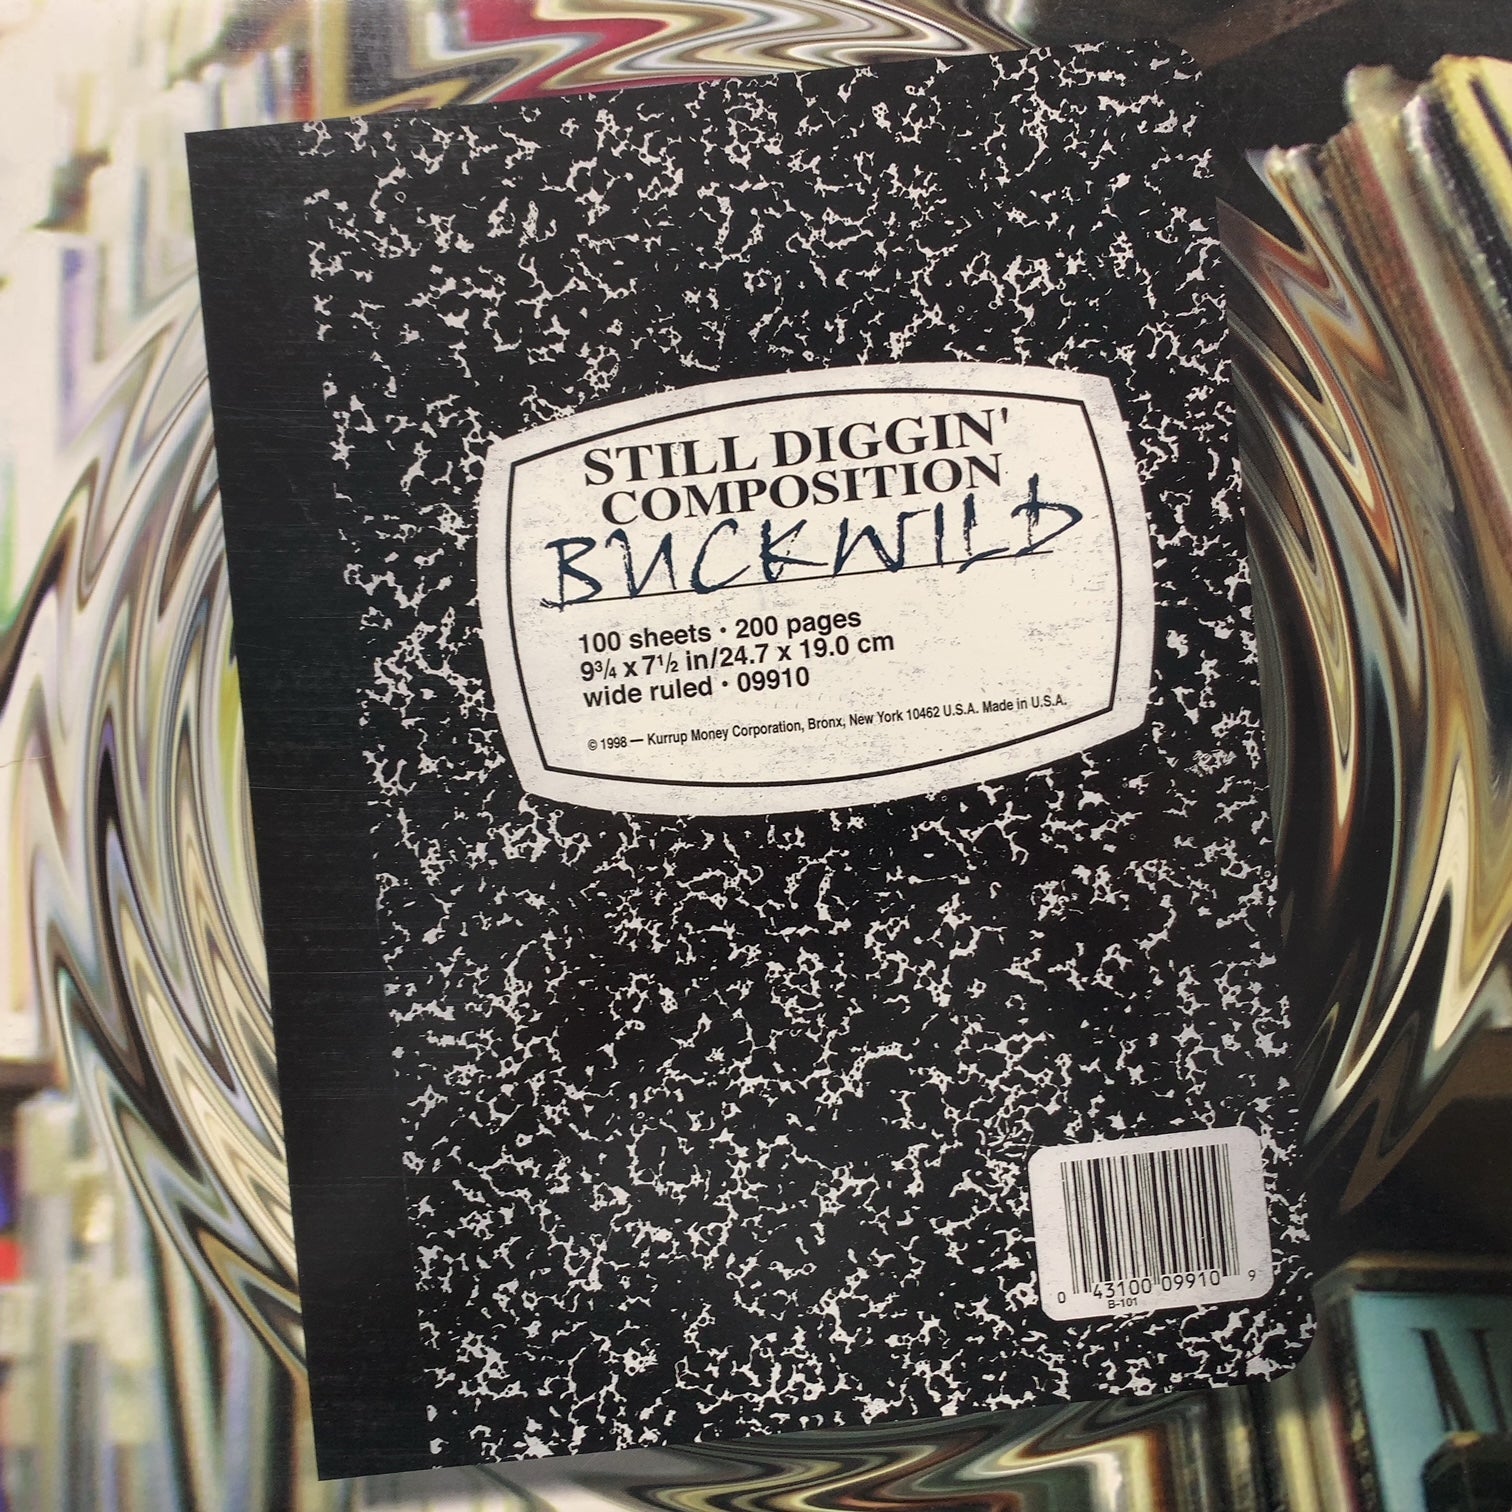 STILL DIGGIN'
COMPOSITION
BUCKWILD
100 sheets • 200 pages
9¾ x 7½ in/24.7 x 19.0 cm
wide ruled • 09910
© 1998 — Kurrup Money Corporation, Bronx, New York 10462 U.S.A. Made in U.S.A.
0 43100 09910 9
B-101